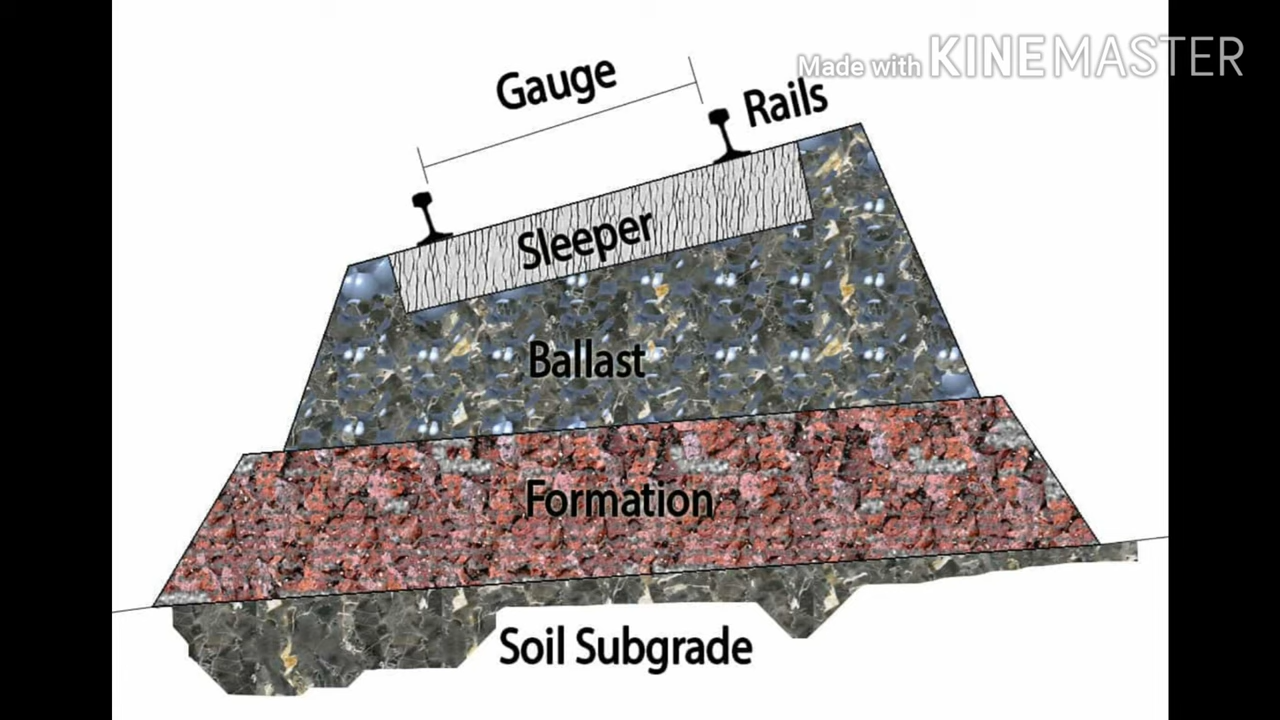 Made with KINEMASTER
Gauge
Rails
Sleeper
Ballast
Formation
Soil Subgrade